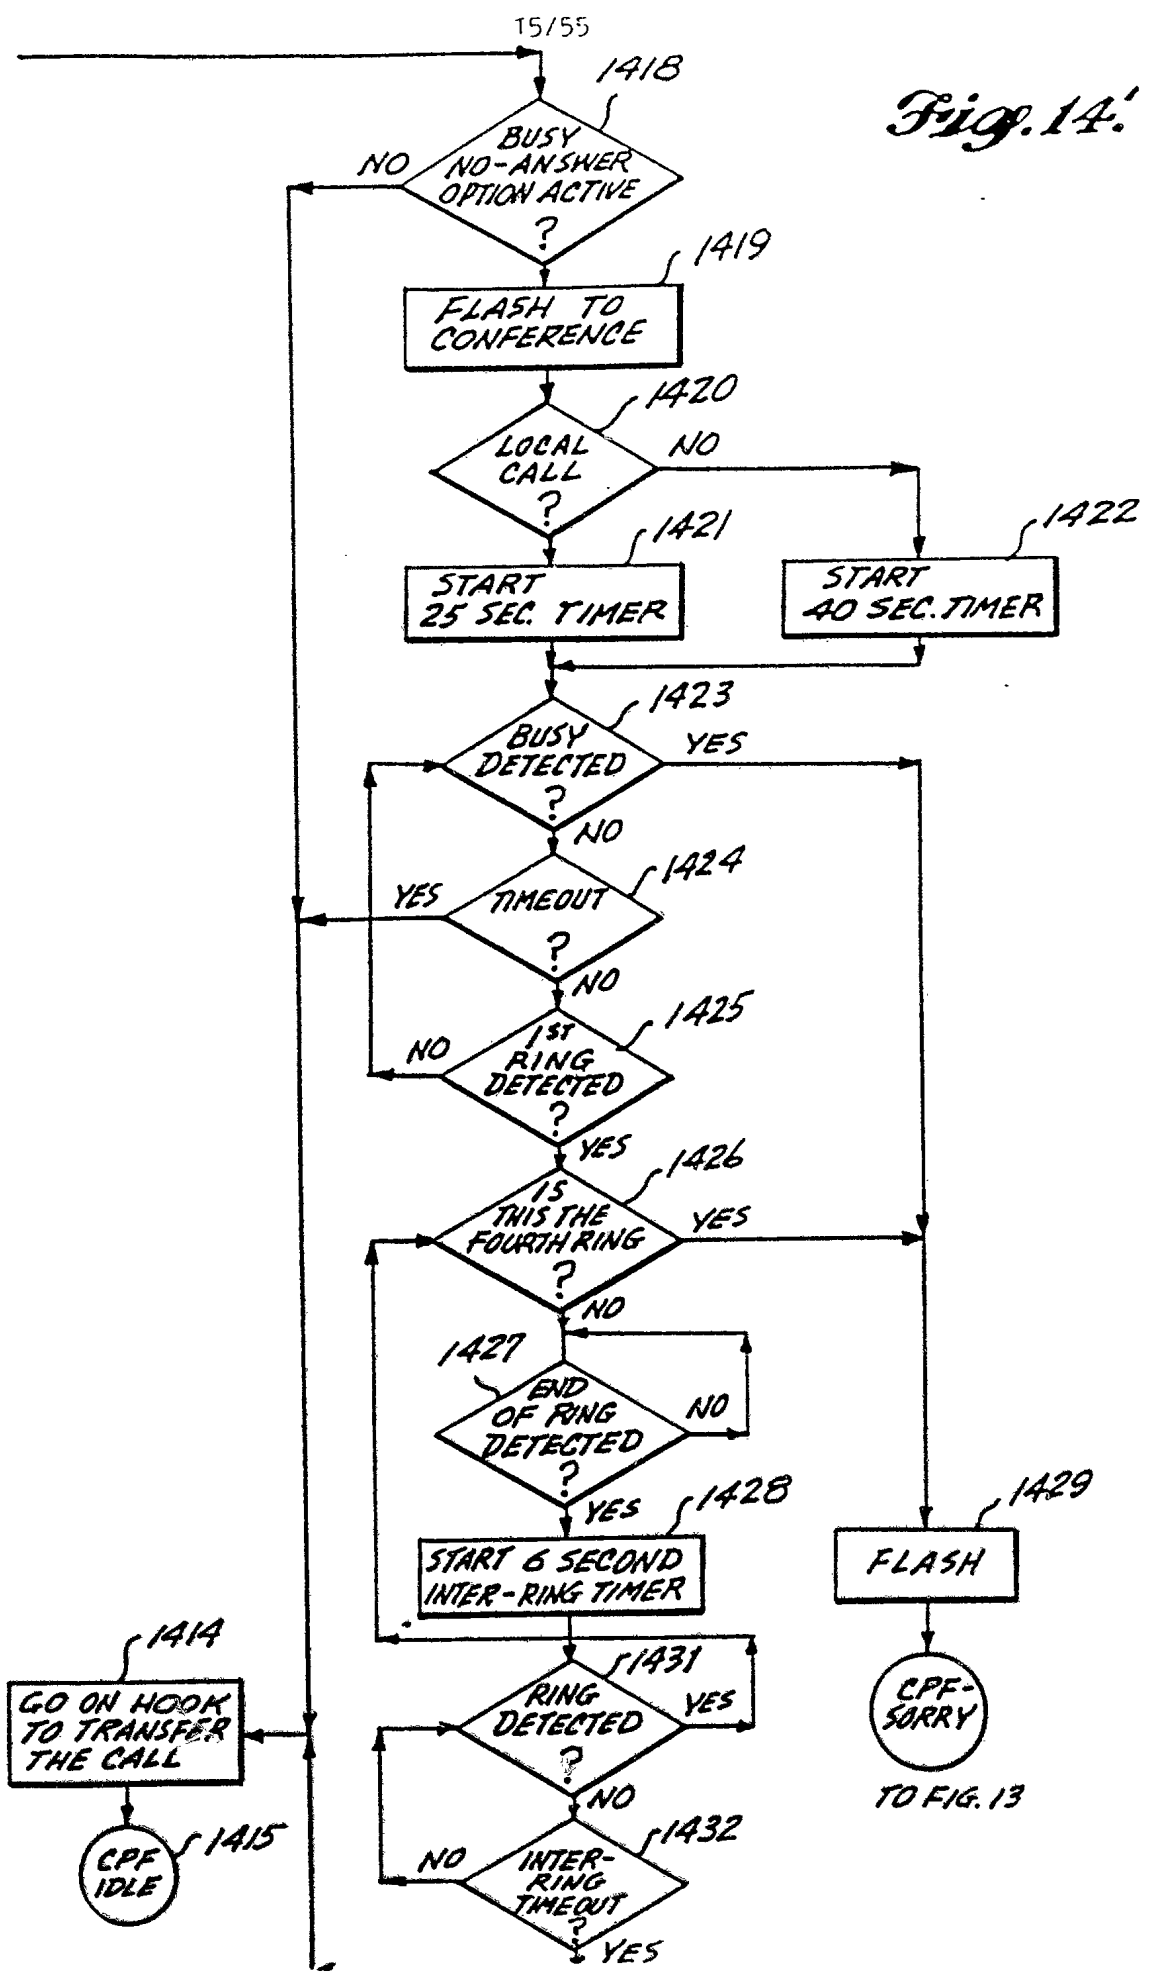 15/55
Fig. 14'.
1418
BUSY
NO-ANSWER
OPTION ACTIVE
?
NO
1419
FLASH TO
CONFERENCE
1420
LOCAL
CALL
?
NO
1421
START
25 SEC. TIMER
1422
START
40 SEC. TIMER
1423
BUSY
DETECTED
?
YES
NO
1424
TIMEOUT
?
YES
NO
1425
1ST
RING
DETECTED
?
NO
YES
1426
IS
THIS THE
FOURTH RING
?
YES
NO
1427
END
OF RING
DETECTED
?
NO
YES
1428
START 6 SECOND
INTER-RING TIMER
1429
FLASH
CPF-
SORRY
TO FIG. 13
1431
RING
DETECTED
?
YES
NO
1414
GO ON HOOK
TO TRANSFER
THE CALL
1415
CPF
IDLE
1432
INTER-
RING
TIMEOUT
?
NO
YES